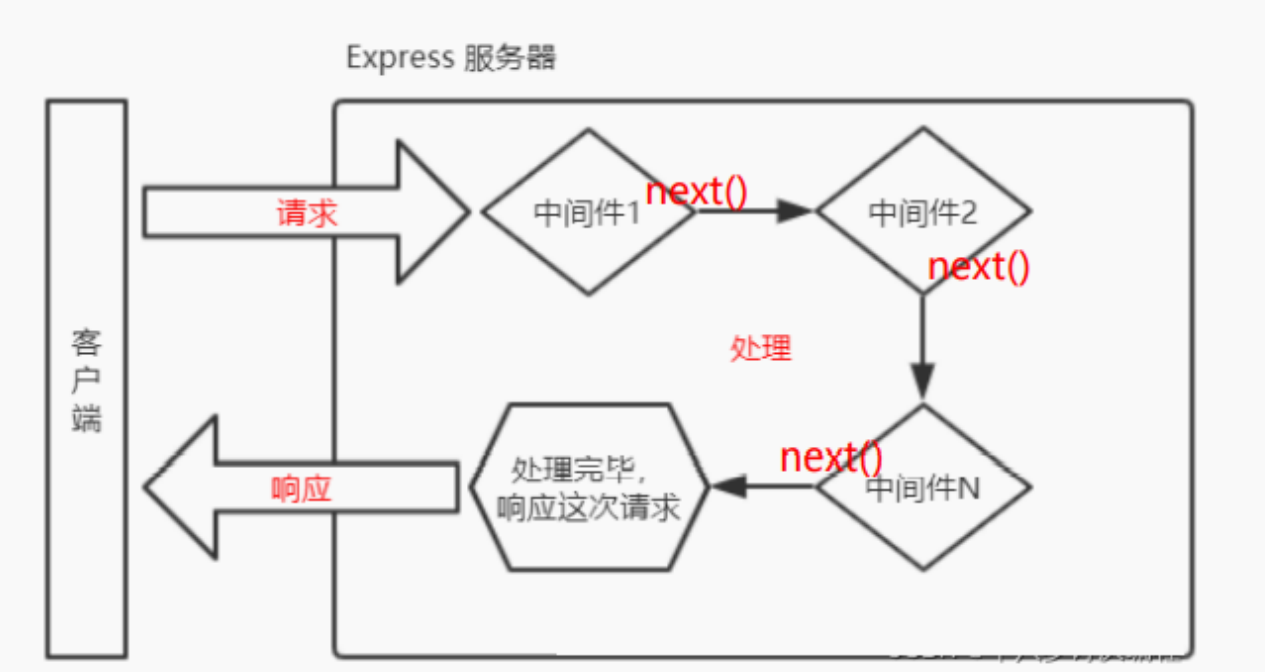 Express 服务器
请求
中间件1
next()
中间件2
next()
客户端
处理
next()
中间件N
处理完毕，
响应这次请求
响应